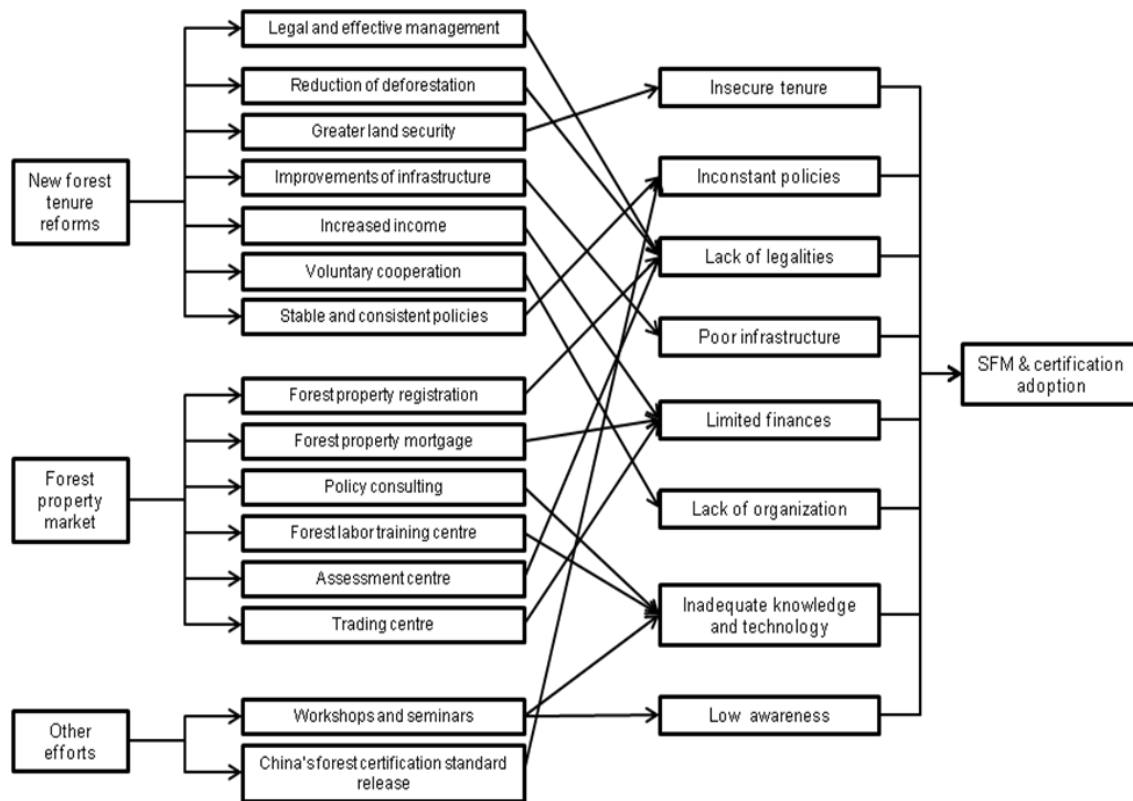 New forest
tenure
reforms
Forest
property
market
Other
efforts
Legal and effective management
Reduction of deforestation
Greater land security
Improvements of infrastructure
Increased income
Voluntary cooperation
Stable and consistent policies
Forest property registration
Forest property mortgage
Policy consulting
Forest labor training centre
Assessment centre
Trading centre
Workshops and seminars
China's forest certification standard
release
Insecure tenure
Inconstant policies
Lack of legalities
Poor infrastructure
Limited finances
Lack of organization
Inadequate knowledge
and technology
Low awareness
SFM & certification
adoption